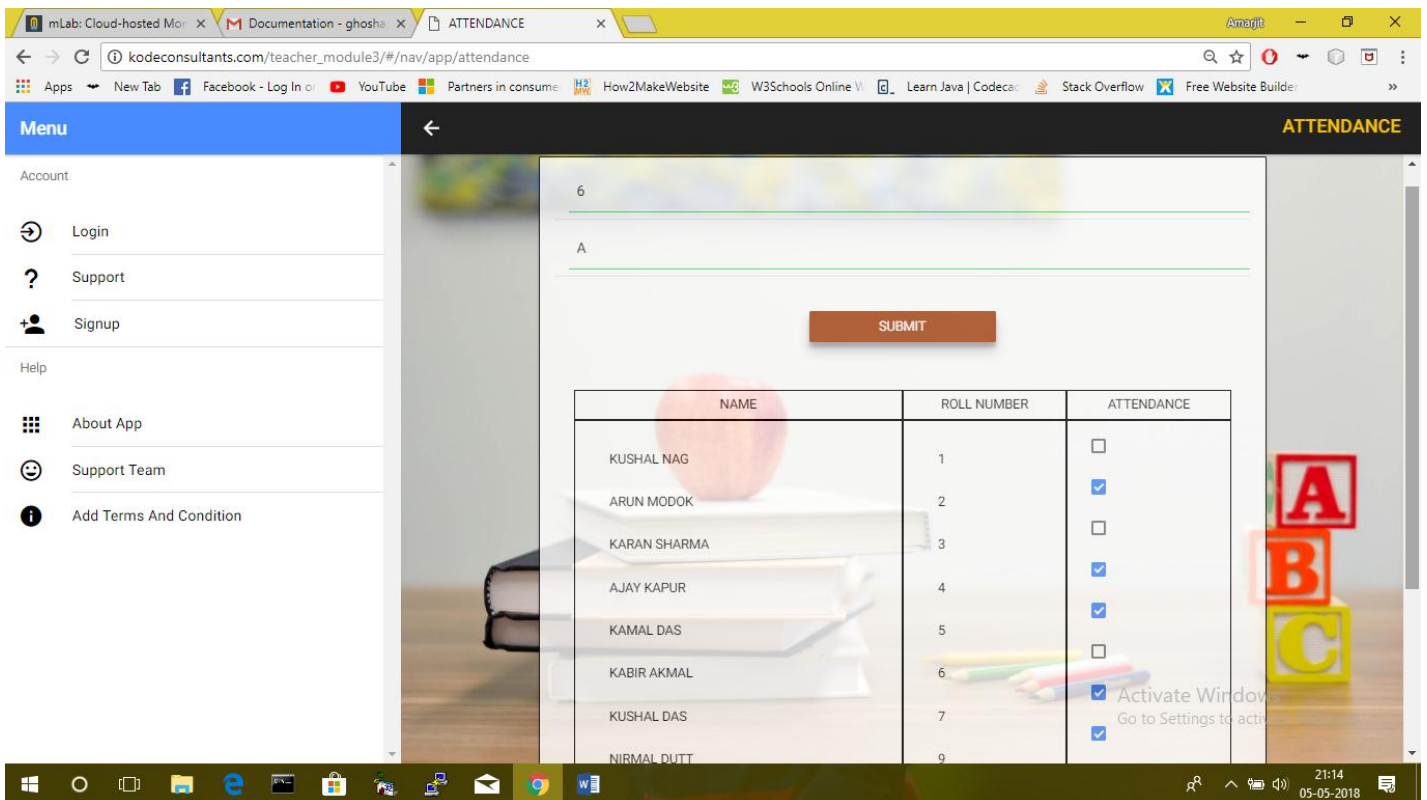 mLab: Cloud-hosted Mon
Documentation - ghosha
ATTENDANCE
Amarjit
kodeconsultants.com/teacher_module3/#/nav/app/attendance
Apps New Tab Facebook - Log In or YouTube Partners in consume How2MakeWebsite W3Schools Online W Learn Java | Codecac Stack Overflow Free Website Builder »
Menu
ATTENDANCE
Account
Login
Support
Signup
Help
About App
Support Team
Add Terms And Condition
6
A
SUBMIT
NAME ROLL NUMBER ATTENDANCE
KUSHAL NAG 1
ARUN MODOK 2
KARAN SHARMA 3
AJAY KAPUR 4
KAMAL DAS 5
KABIR AKMAL 6
KUSHAL DAS 7
NIRMAL DUTT 9
A
B
C
Activate Windows
Go to Settings to acti
21:14
05-05-2018